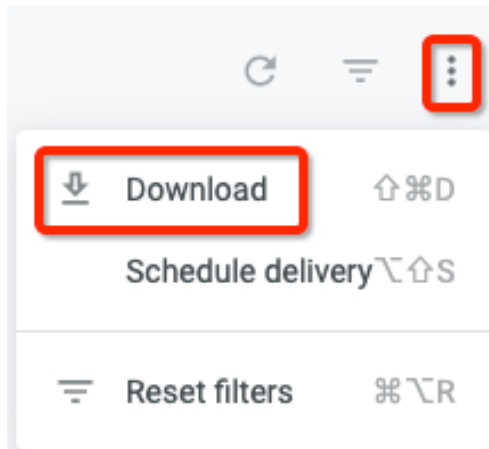 Download ⇧⌘D
Schedule delivery⌥⇧S
Reset filters ⌘⌥R